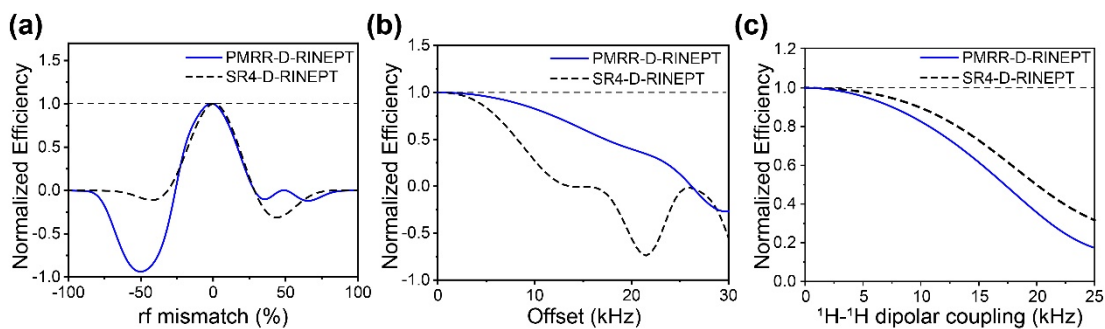 (a)
PMRR-D-RINEPT
SR4-D-RINEPT
Normalized Efficiency
1.0
0.5
0.0
-0.5
-1.0
-100
-50
0
50
100
rf mismatch (%)
(b)
PMRR-D-RINEPT
SR4-D-RINEPT
Normalized Efficiency
1.5
1.0
0.5
0.0
-0.5
-1.0
0
10
20
30
Offset (kHz)
(c)
PMRR-D-RINEPT
SR4-D-RINEPT
Normalized Efficiency
1.2
1.0
0.8
0.6
0.4
0.2
0.0
0
5
10
15
20
25
¹H-¹H dipolar coupling (kHz)